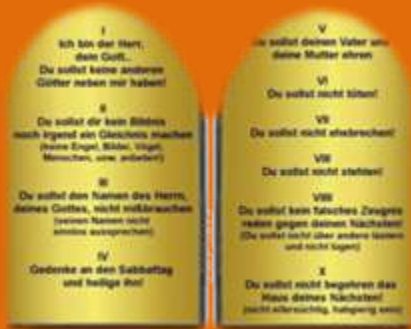 I
Ich bin der Herr,
dein Gott..
Du sollst keine anderen
Götter neben mir haben!
II
Du sollst dir kein Bildnis
noch irgend ein Gleichnis machen
(keine Engel, Bilder, Vögel,
Menschen, usw. anbeten!)
III
Du sollst den Namen des Herrn,
deines Gottes, nicht mißbrauchen
(seinen Namen nicht
sinnlos aussprechen)
IV
Gedenke an den Sabbattag
und heilige ihn!
V
sollst deinen Vater und
deine Mutter ehren
VI
Du sollst nicht töten!
VII
Du sollst nicht ehebrechen!
VIII
Du sollst nicht stehlen!
VIIII
Du sollst kein falsches Zeugnis
reden gegen deinen Nächsten!
(Du sollst nicht über andere lästern
und nicht lügen)
X
Du sollst nicht begehren das
Haus deines Nächsten!
(nicht eifersüchtig, habgierig sein)